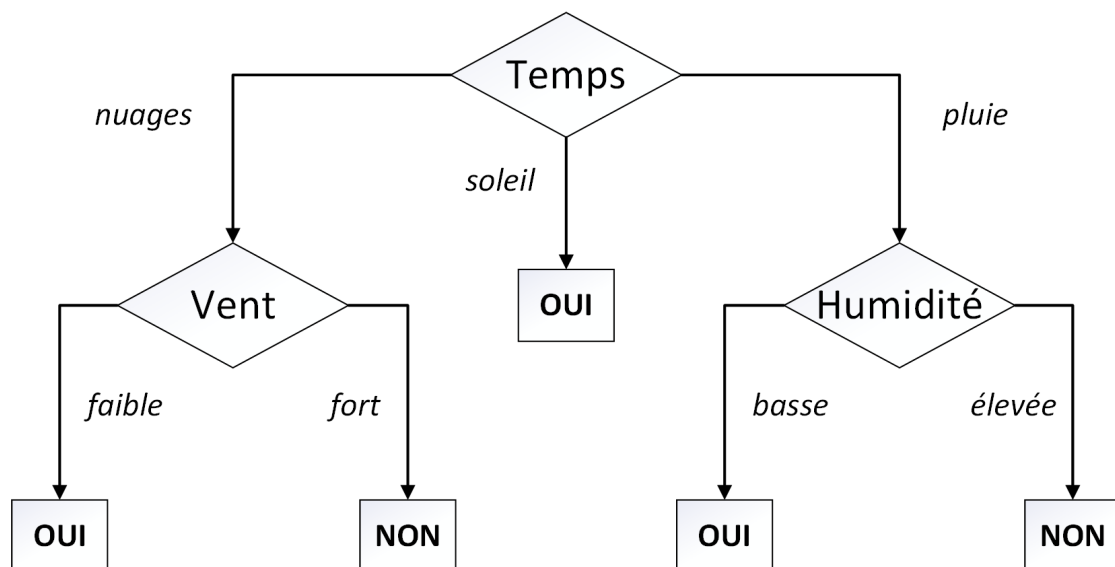 Temps
nuages
pluie
soleil
Vent
OUI
Humidité
faible
fort
basse
élevée
OUI
NON
OUI
NON